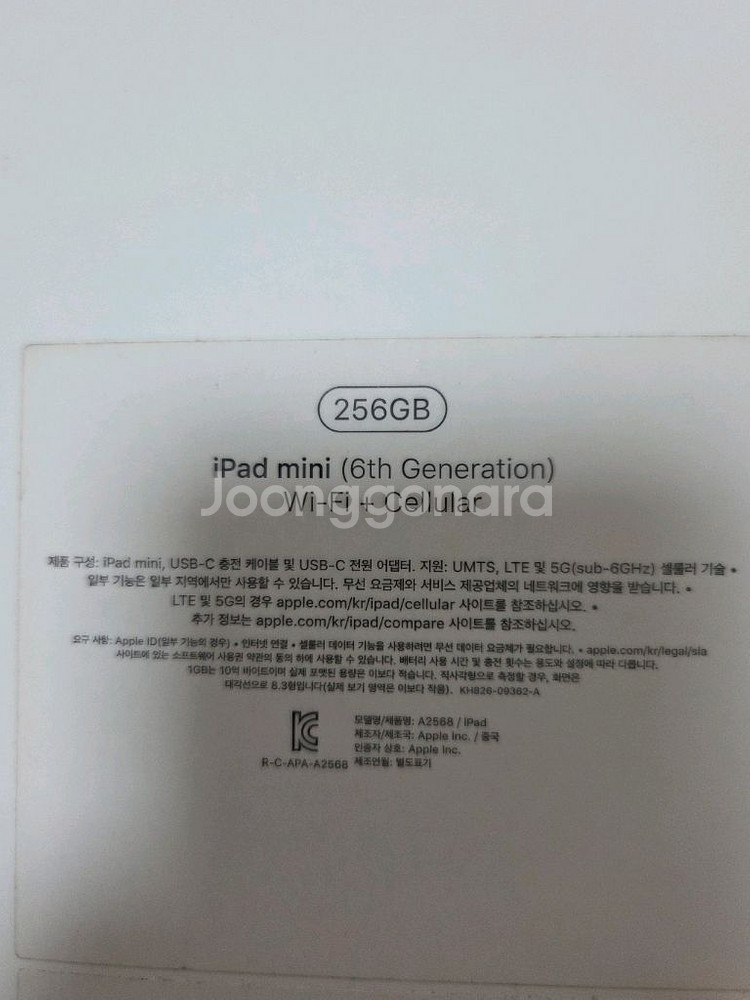 256GB
iPad mini (6th Generation)
Wi-Fi + Cellular
Joonggonara
제품 구성: iPad mini, USB-C 충전 케이블 및 USB-C 전원 어댑터. 지원: UMTS, LTE 및 5G(sub-6GHz) 셀룰러 기술 •
일부 기능은 일부 지역에서만 사용할 수 있습니다. 무선 요금제와 서비스 제공업체의 네트워크에 영향을 받습니다. •
LTE 및 5G의 경우 apple.com/kr/ipad/cellular 사이트를 참조하십시오. •
추가 정보는 apple.com/kr/ipad/compare 사이트를 참조하십시오.
요구 사항: Apple ID(일부 기능의 경우) • 인터넷 연결 • 셀룰러 데이터 기능을 사용하려면 무선 데이터 요금제가 필요합니다. • apple.com/kr/legal/sla
사이트에 있는 소프트웨어 사용권 약관의 동의 하에 사용할 수 있습니다. 배터리 사용 시간 및 충전 횟수는 용도와 설정에 따라 다릅니다.
1GB는 10억 바이트이며 실제 포맷된 용량은 이보다 적습니다. 직사각형으로 측정할 경우, 화면은
대각선으로 8.3형입니다(실제 보기 영역은 이보다 작음). KH826-09362-A
모델명/제품명: A2568 / iPad
제조자/제조국: Apple Inc. / 중국
인증자 상호: Apple Inc.
R-C-APA-A2568 제조연월: 별도표기